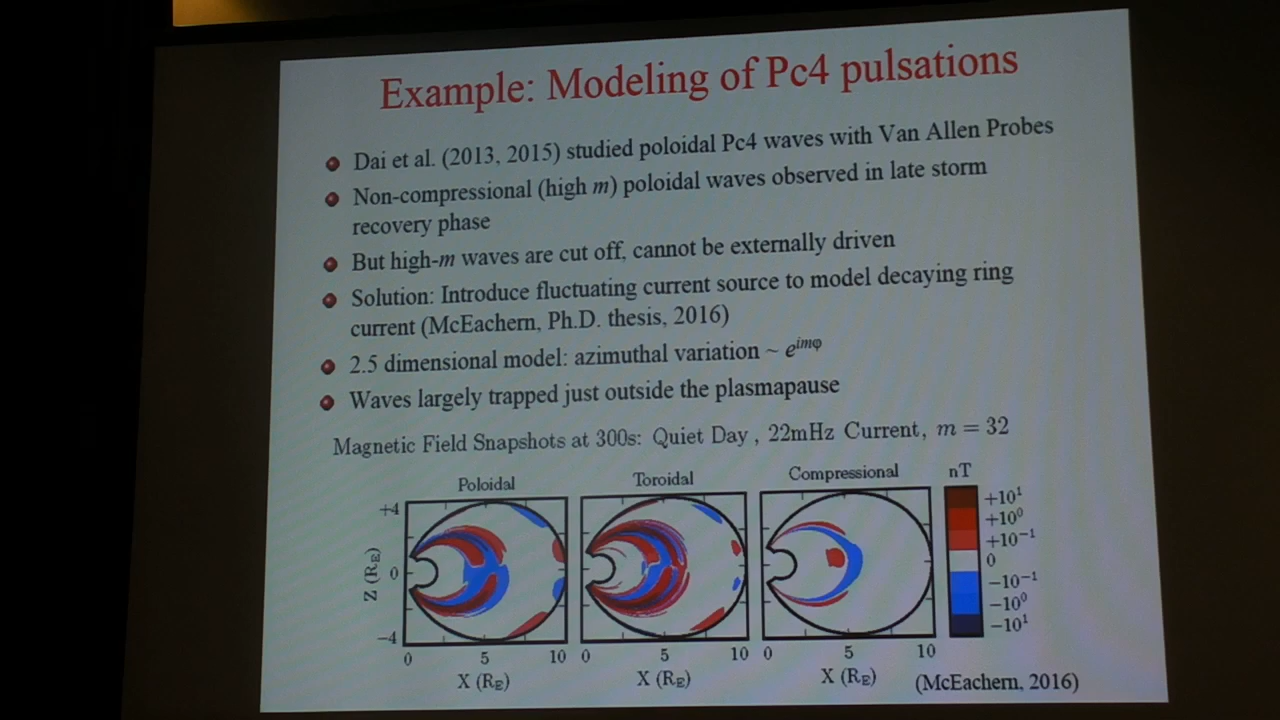 Example: Modeling of Pc4 pulsations
Dai et al. (2013, 2015) studied poloidal Pc4 waves with Van Allen Probes
Non-compressional (high m) poloidal waves observed in late storm
recovery phase
But high-m waves are cut off, cannot be externally driven
Solution: Introduce fluctuating current source to model decaying ring
current (McEachern, Ph.D. thesis, 2016)
2.5 dimensional model: azimuthal variation ~ e^{imφ}
Waves largely trapped just outside the plasmapause
Magnetic Field Snapshots at 300s: Quiet Day , 22mHz Current, m = 32
Poloidal Toroidal Compressional nT
+4
0
−4
Z (R_E)
0 5 10 0 5 10 0 5 10
X (R_E) X (R_E) X (R_E)
+10¹
+10⁰
+10⁻¹
0
−10⁻¹
−10⁰
−10¹
(McEachern, 2016)